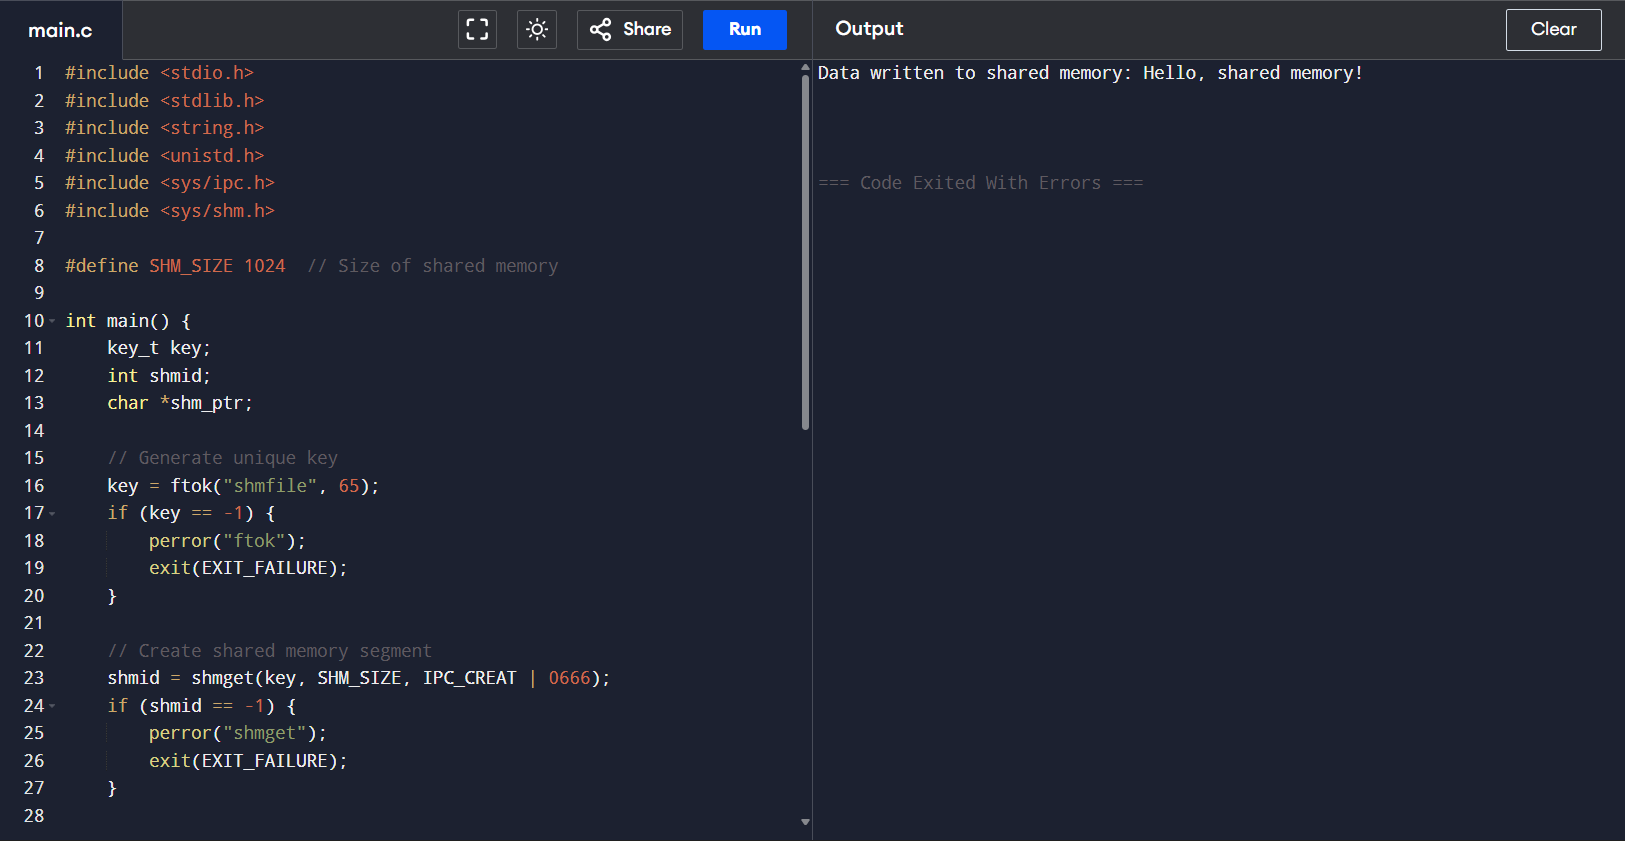 main.c
Share
Run
Output
Clear
1 #include <stdio.h>
2 #include <stdlib.h>
3 #include <string.h>
4 #include <unistd.h>
5 #include <sys/ipc.h>
6 #include <sys/shm.h>
7
8 #define SHM_SIZE 1024  // Size of shared memory
9
10 int main() {
11     key_t key;
12     int shmid;
13     char *shm_ptr;
14
15     // Generate unique key
16     key = ftok("shmfile", 65);
17     if (key == -1) {
18         perror("ftok");
19         exit(EXIT_FAILURE);
20     }
21
22     // Create shared memory segment
23     shmid = shmget(key, SHM_SIZE, IPC_CREAT | 0666);
24     if (shmid == -1) {
25         perror("shmget");
26         exit(EXIT_FAILURE);
27     }
28
Data written to shared memory: Hello, shared memory!
=== Code Exited With Errors ===